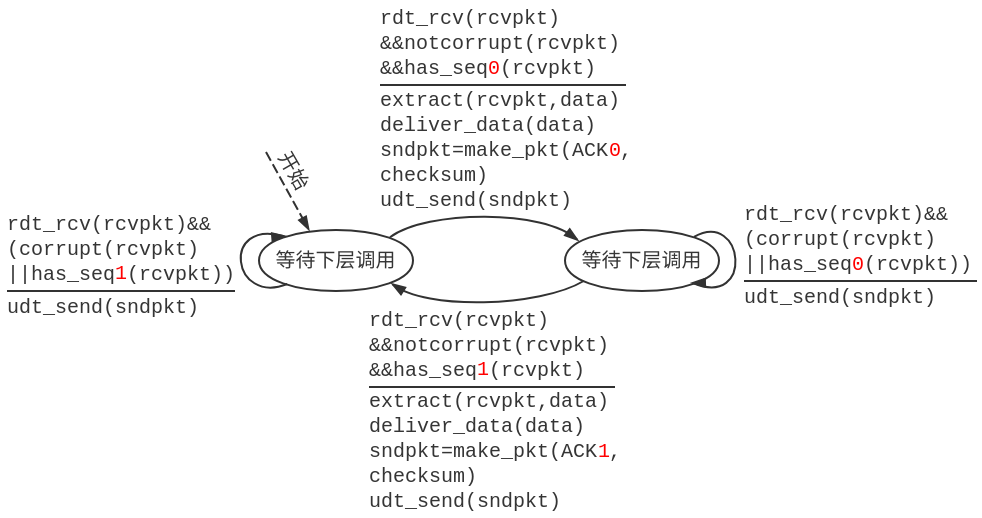 rdt_rcv(rcvpkt)
&&notcorrupt(rcvpkt)
&&has_seq0(rcvpkt)
extract(rcvpkt,data)
deliver_data(data)
sndpkt=make_pkt(ACK0,
checksum)
udt_send(sndpkt)
开始
rdt_rcv(rcvpkt)&&
(corrupt(rcvpkt)
||has_seq1(rcvpkt))
udt_send(sndpkt)
等待下层调用
等待下层调用
rdt_rcv(rcvpkt)&&
(corrupt(rcvpkt)
||has_seq0(rcvpkt))
udt_send(sndpkt)
rdt_rcv(rcvpkt)
&&notcorrupt(rcvpkt)
&&has_seq1(rcvpkt)
extract(rcvpkt,data)
deliver_data(data)
sndpkt=make_pkt(ACK1,
checksum)
udt_send(sndpkt)